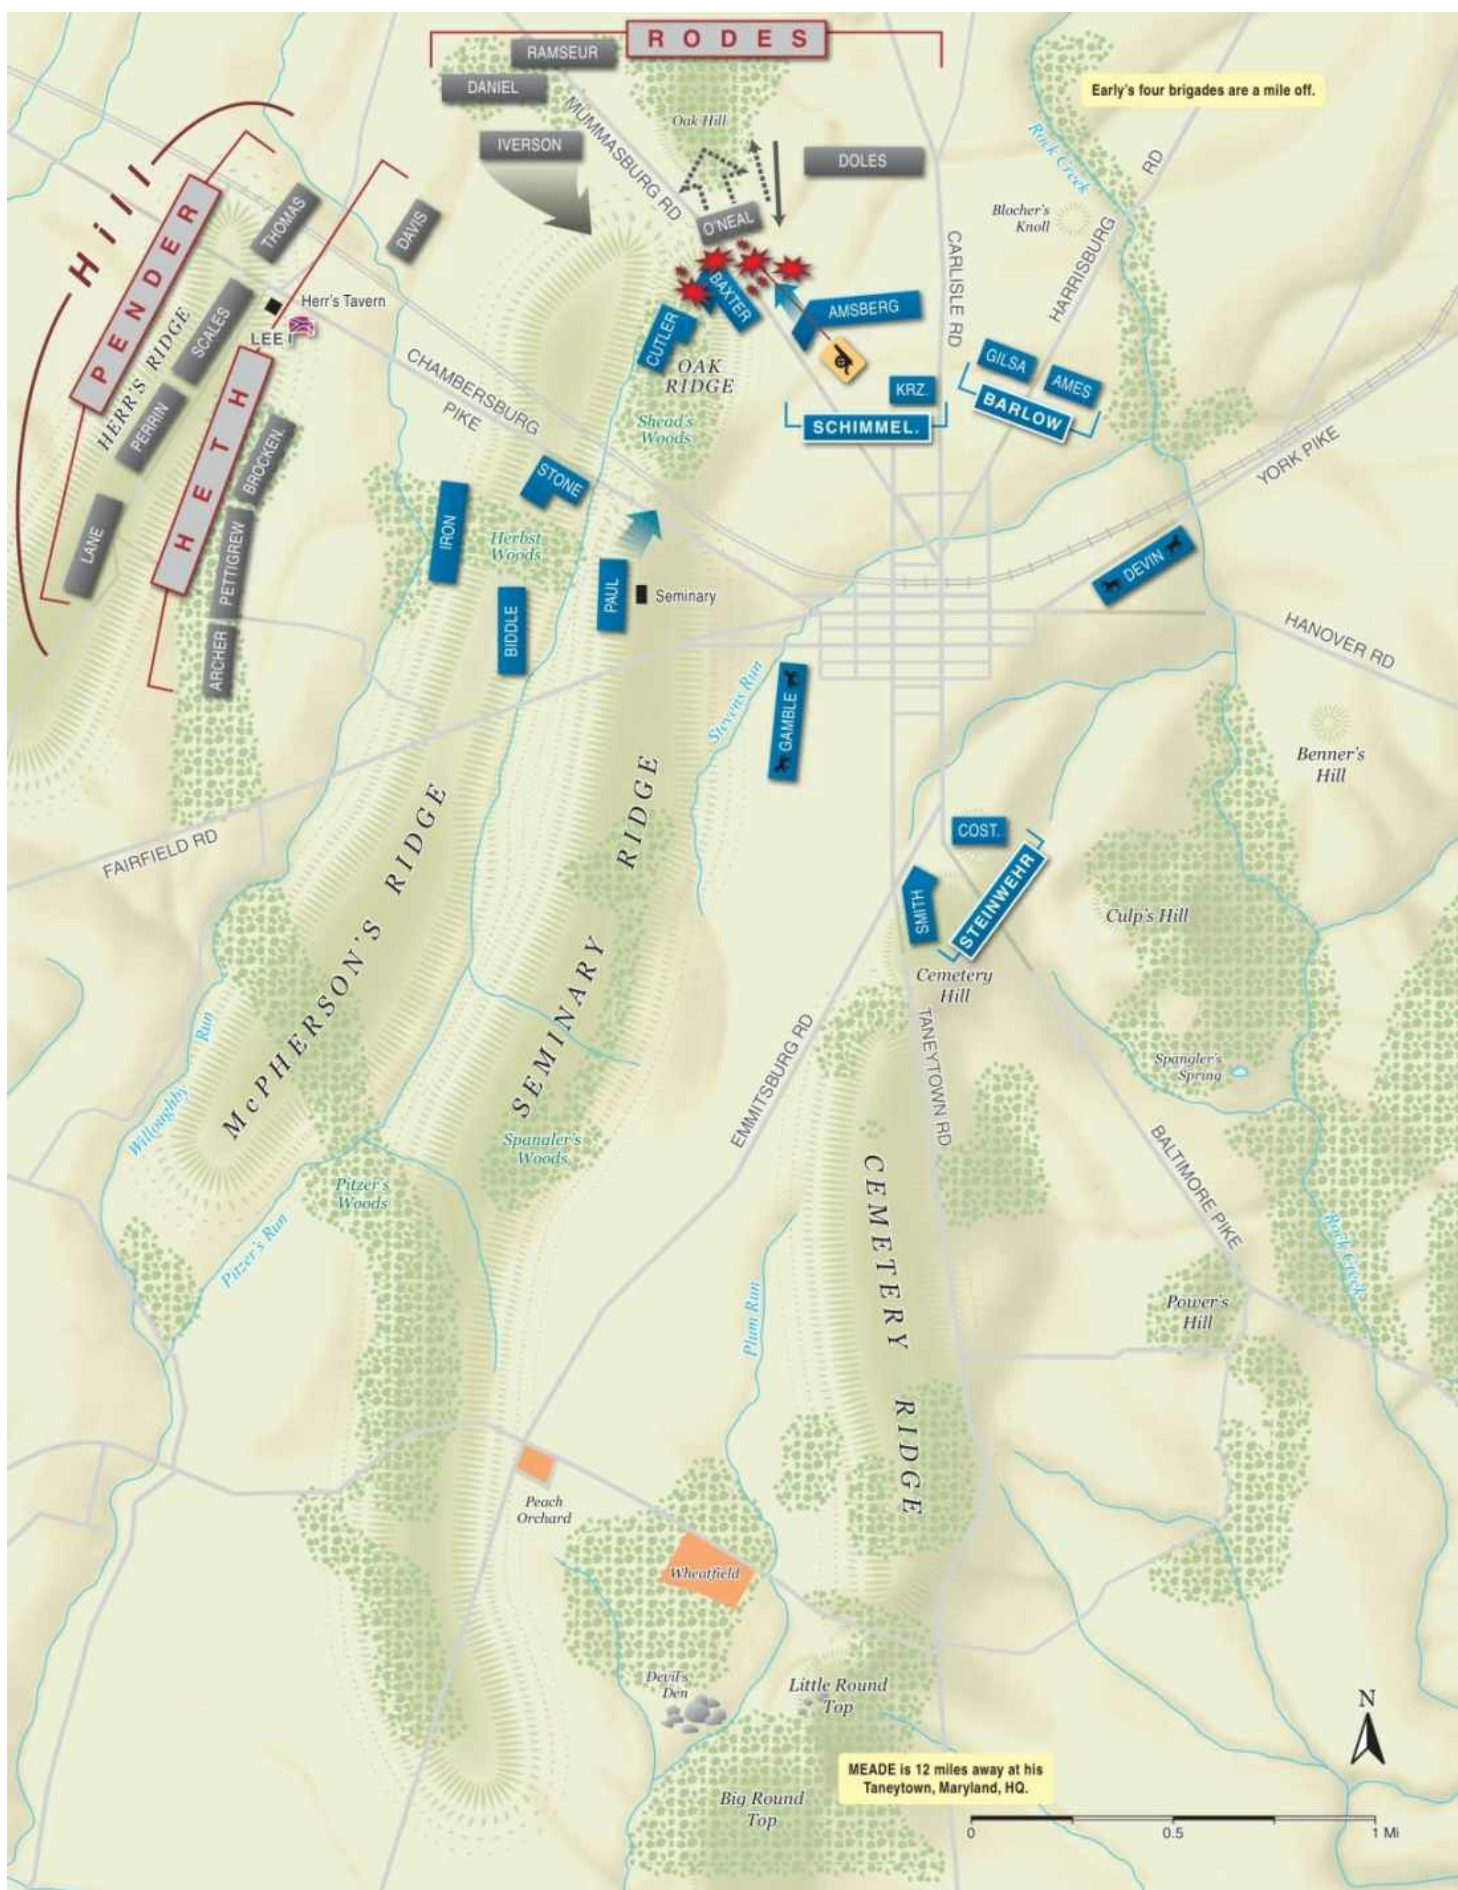 RODES
RAMSEUR
DANIEL
Early's four brigades are a mile off.
MUMMASBURG RD
Oak Hill
IVERSON
DOLES
Rock Creek
HARRISBURG RD
Hill
PENDER
THOMAS
DAVIS
O'NEAL
Blocher's
Knoll
CARLISLE RD
HERR'S RIDGE
SCALES
Herr's Tavern
LEE
BAXTER
AMSBERG
CUTLER
OAK
RIDGE
GILSA
AMES
KRZ.
BARLOW
SCHIMMEL.
CHAMBERSBURG
PIKE
HETH
PERRIN
BROCKEN.
Shead's
Woods
YORK PIKE
LANE
IRON
STONE
Herbst
Woods
PETTIGREW
DEVIN
PAUL
Seminary
BIDDLE
ARCHER
HANOVER RD
Stevens Run
GAMBLE
Benner's
Hill
FAIRFIELD RD
COST.
STEINWEHR
SMITH
Culp's Hill
McPHERSON'S RIDGE
SEMINARY RIDGE
Cemetery
Hill
Willoughby Run
EMMITSBURG RD
TANEYTOWN RD
Spangler's
Spring
Spangler's
Woods
BALTIMORE PIKE
Pitzer's
Woods
Pitzer's Run
CEMETERY RIDGE
Rock Creek
Plum Run
Power's
Hill
Peach
Orchard
Wheatfield
Devil's
Den
Little Round
Top
N
MEADE is 12 miles away at his
Taneytown, Maryland, HQ.
Big Round
Top
0 0.5 1 Mi